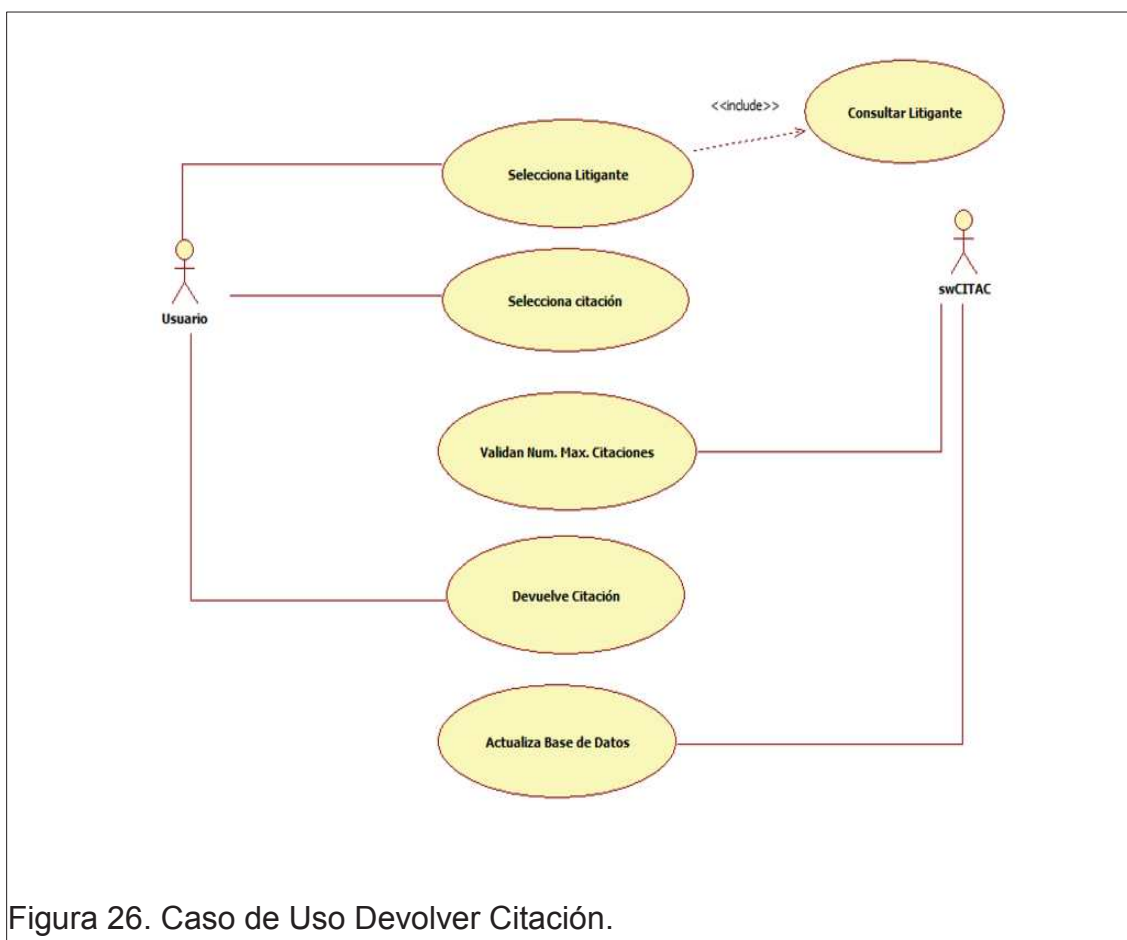 <<include>>
Consultar Litigante
Selecciona Litigante
swCITAC
Selecciona citación
Usuario
Validan Num. Max. Citaciones
Devuelve Citación
Actualiza Base de Datos
Figura 26. Caso de Uso Devolver Citación.